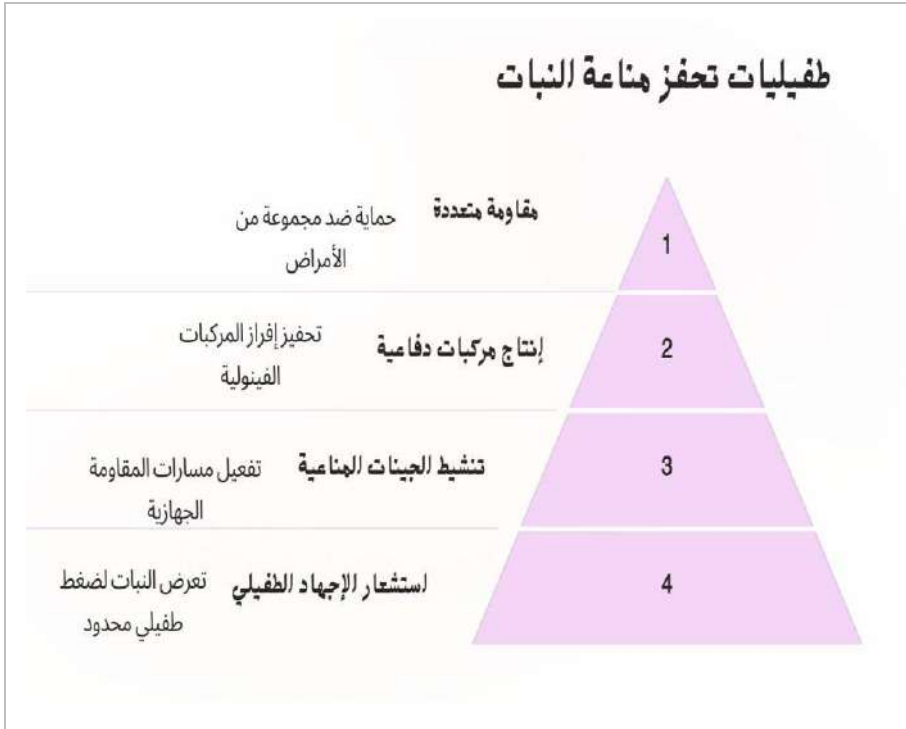 طفيليات تحفز مناعة النبات
1
مقاومة متعددة
حماية ضد مجموعة من
الأمراض
2
إنتاج مركبات دفاعية
تحفيز إفراز المركبات
الفينولية
3
تنشيط الجينات المناعية
تفعيل مسارات المقاومة
الجهازية
4
استشعار الإجهاد الطفيلي
تعرض النبات لضغط
طفيلي محدود